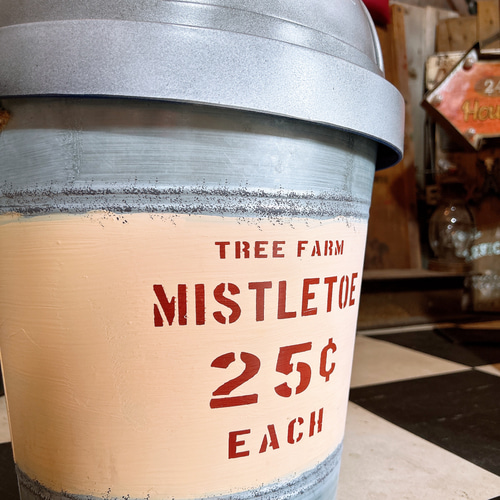 TREE FARM
MISTLETOE
25¢
EACH